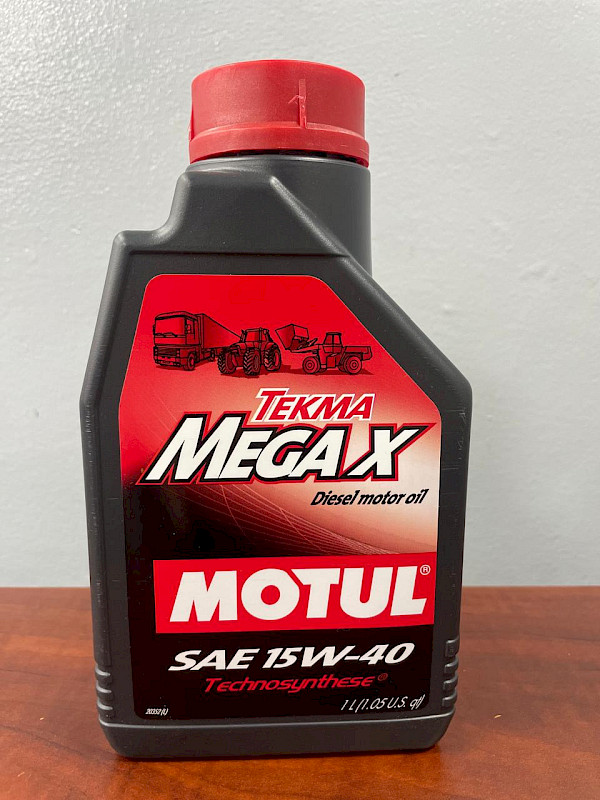 TEKMA
MEGA X
Diesel motor oil
MOTUL®
SAE 15W-40
Technosynthese®
1 L/(1.05 U.S. qt)